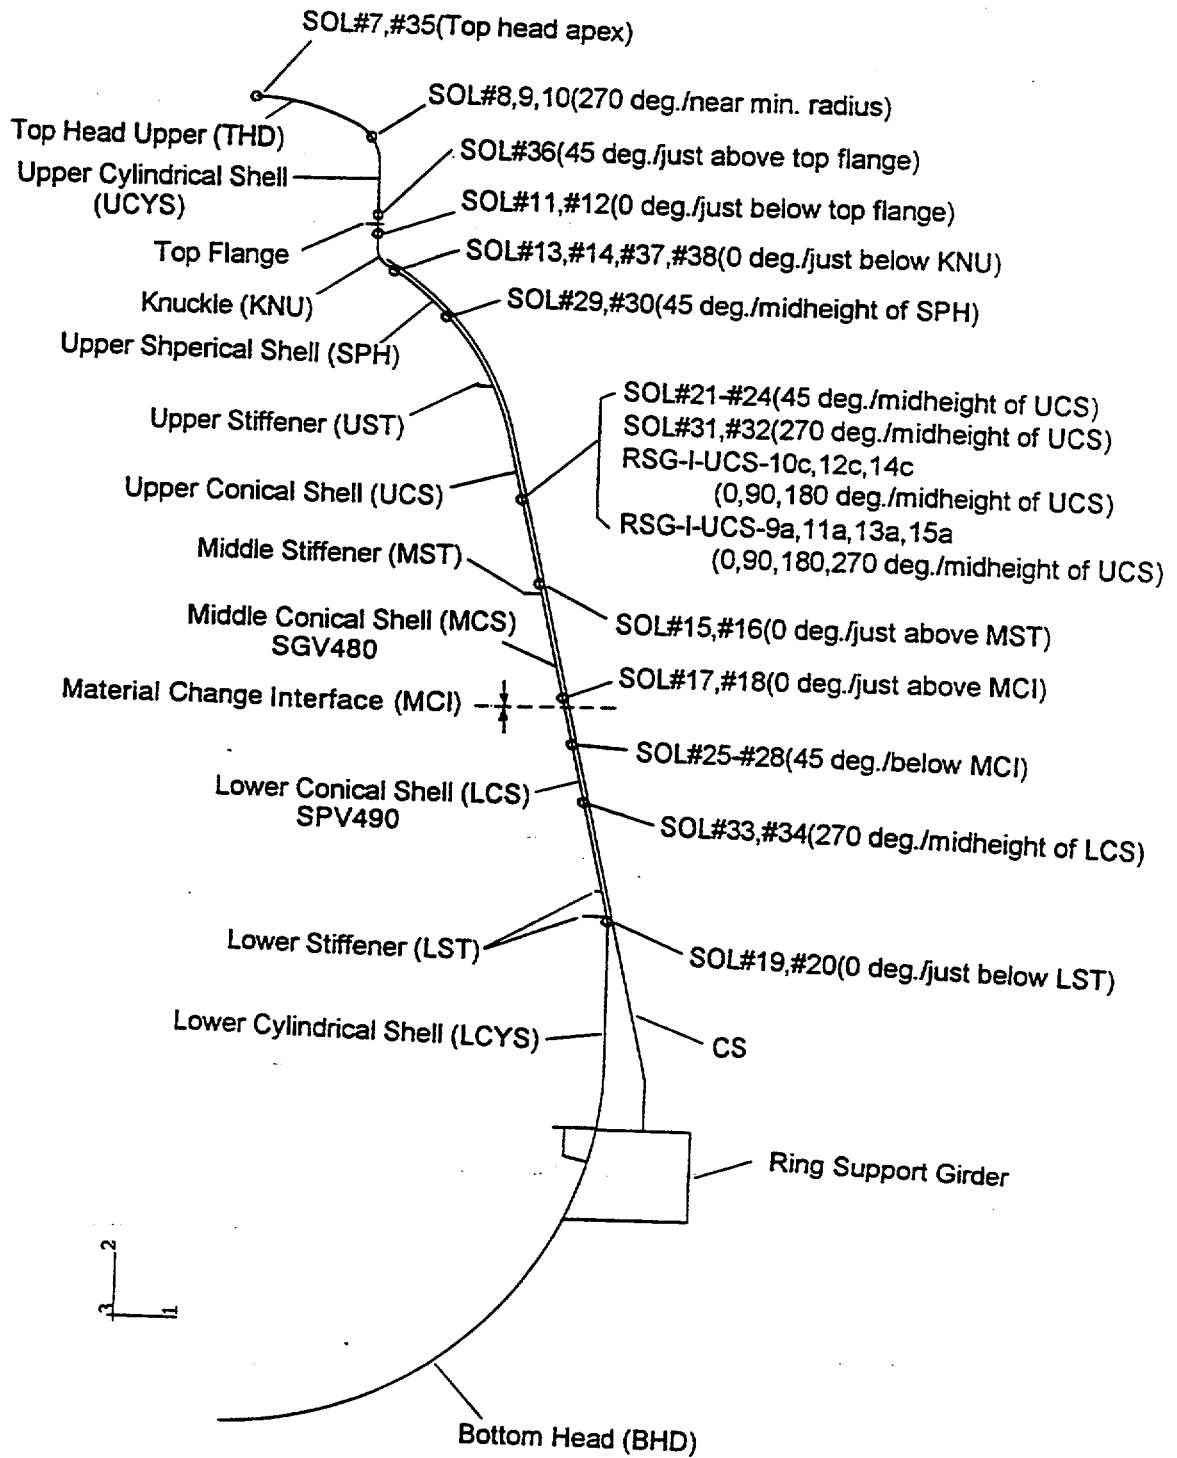 SOL#7,#35(Top head apex)
SOL#8,9,10(270 deg./near min. radius)
Top Head Upper (THD)
SOL#36(45 deg./just above top flange)
Upper Cylindrical Shell
(UCYS)
SOL#11,#12(0 deg./just below top flange)
Top Flange
SOL#13,#14,#37,#38(0 deg./just below KNU)
Knuckle (KNU)
SOL#29,#30(45 deg./midheight of SPH)
Upper Shperical Shell (SPH)
SOL#21-#24(45 deg./midheight of UCS)
Upper Stiffener (UST)
SOL#31,#32(270 deg./midheight of UCS)
RSG-I-UCS-10c,12c,14c
(0,90,180 deg./midheight of UCS)
Upper Conical Shell (UCS)
RSG-I-UCS-9a,11a,13a,15a
(0,90,180,270 deg./midheight of UCS)
Middle Stiffener (MST)
Middle Conical Shell (MCS)
SGV480
SOL#15,#16(0 deg./just above MST)
Material Change Interface (MCI)
SOL#17,#18(0 deg./just above MCI)
SOL#25-#28(45 deg./below MCI)
Lower Conical Shell (LCS)
SPV490
SOL#33,#34(270 deg./midheight of LCS)
Lower Stiffener (LST)
SOL#19,#20(0 deg./just below LST)
Lower Cylindrical Shell (LCYS)
CS
Ring Support Girder
2
3
1
Bottom Head (BHD)